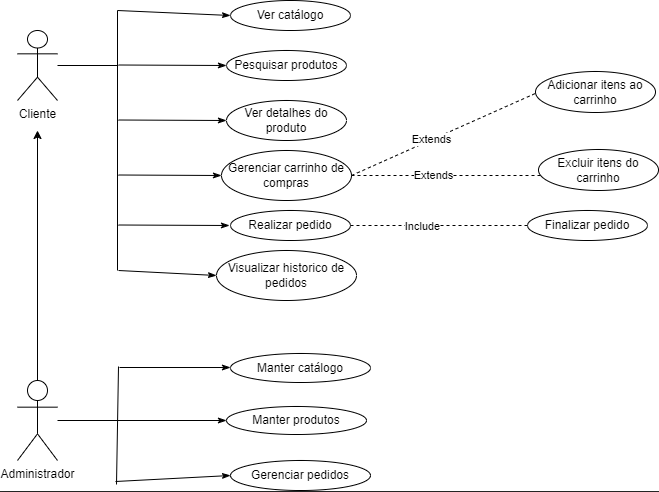 Ver catálogo
Pesquisar produtos
Adicionar itens ao
carrinho
Cliente
Ver detalhes do
produto
Extends
Gerenciar carrinho de
compras
Extends
Excluir itens do
carrinho
Realizar pedido
Include
Finalizar pedido
Visualizar historico de
pedidos
Manter catálogo
Manter produtos
Administrador
Gerenciar pedidos